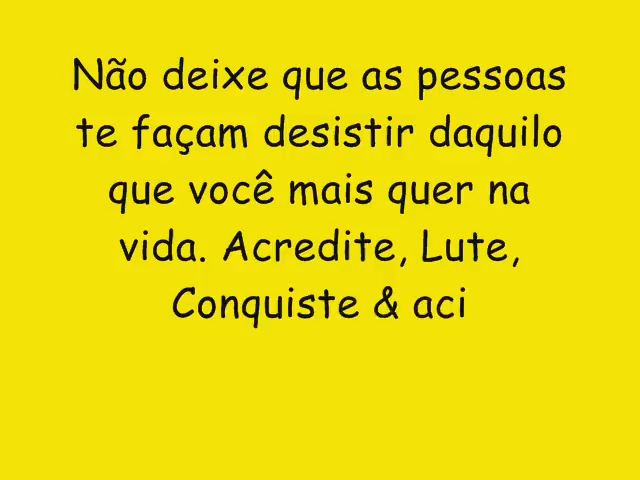 Não deixe que as pessoas
te façam desistir daquilo
que você mais quer na
vida. Acredite, Lute,
Conquiste & aci